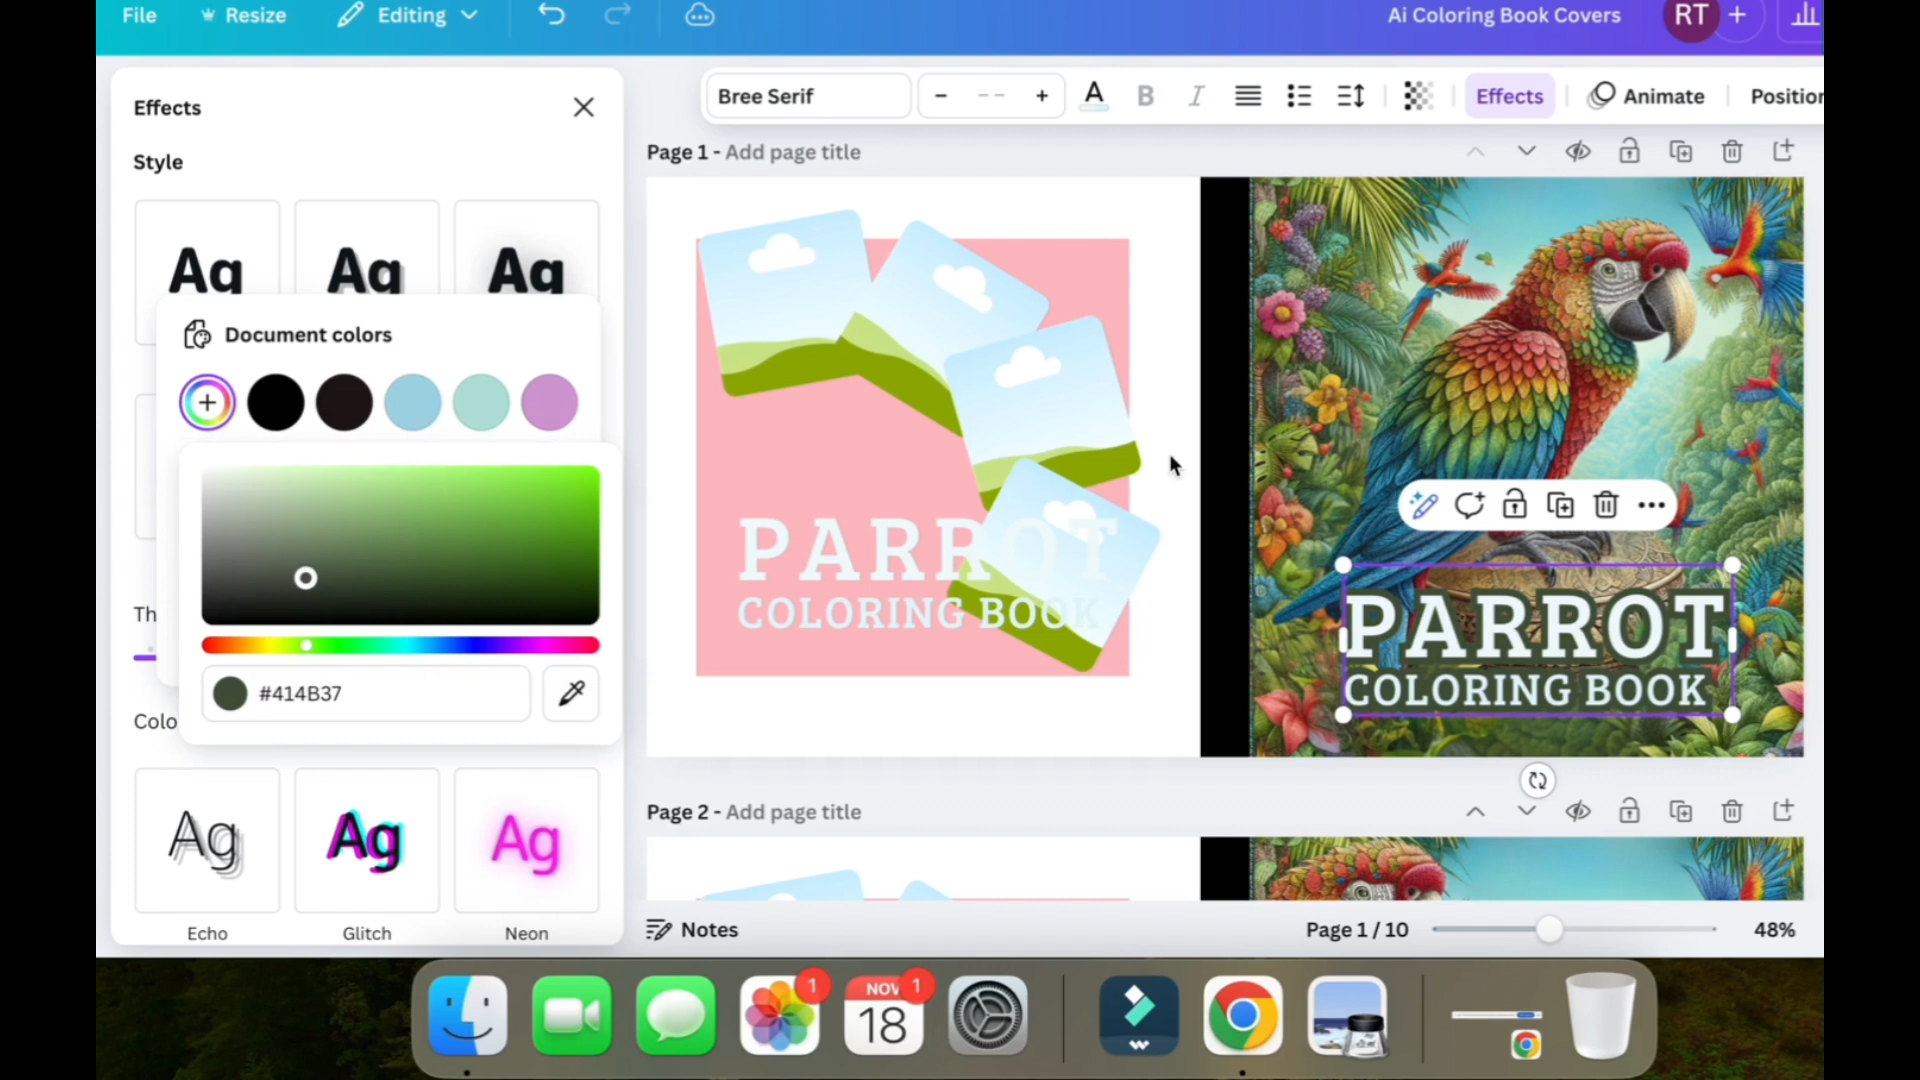 File
Resize
Editing
Ai Coloring Book Covers
RT
Effects
Style
Ag
Ag
Ag
Document colors
Th
#414B37
Colo
Ag
Ag
Ag
Echo
Glitch
Neon
Bree Serif
- -- +
A
B
I
Effects
Animate
Position
Page 1 - Add page title
PARROT
COLORING BOOK
PARROT
COLORING BOOK
Page 2 - Add page title
Notes
Page 1 / 10
48%
1
NOV
1
18